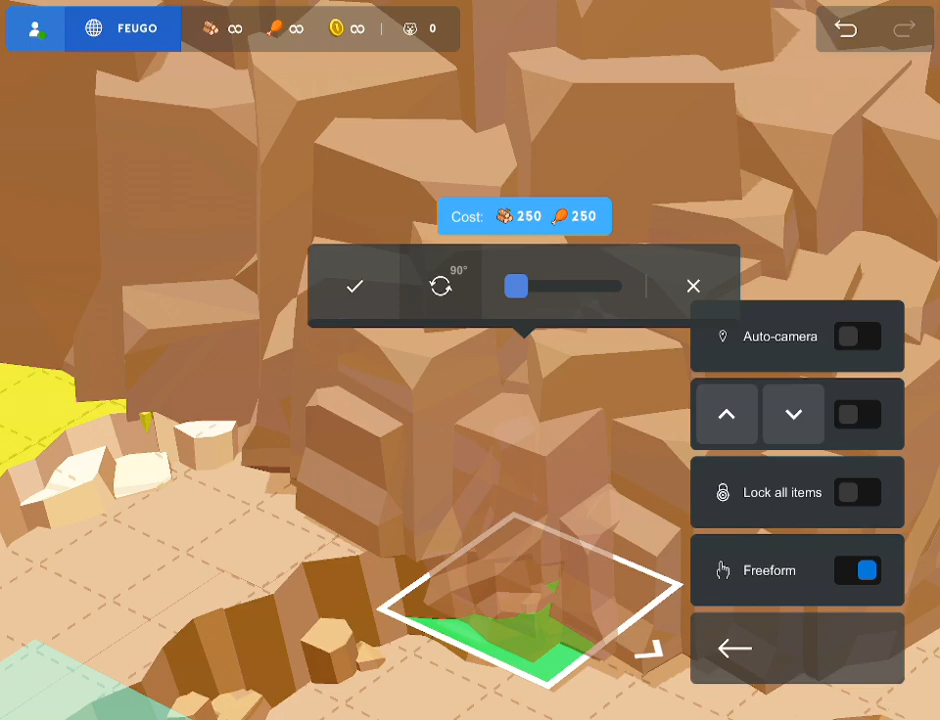 FEUGO ∞ ∞ ∞ | 0
Cost: 250 250
90°
Auto-camera
Lock all items
Freeform